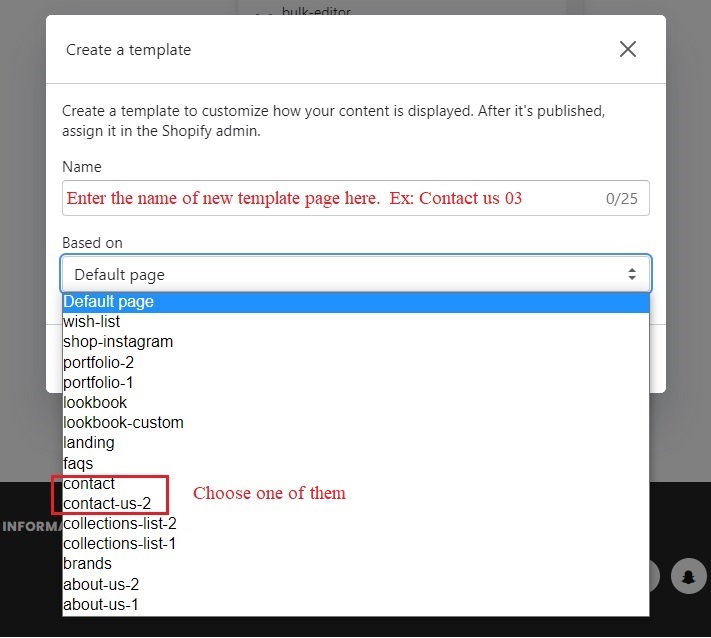 bulk-editor
Create a template
Create a template to customize how your content is displayed. After it's published,
assign it in the Shopify admin.
Name
Enter the name of new template page here. Ex: Contact us 03 0/25
Based on
Default page
Default page
wish-list
shop-instagram
portfolio-2
portfolio-1
lookbook
lookbook-custom
landing
faqs
contact
contact-us-2
Choose one of them
collections-list-2
INFORMA
collections-list-1
brands
about-us-2
about-us-1